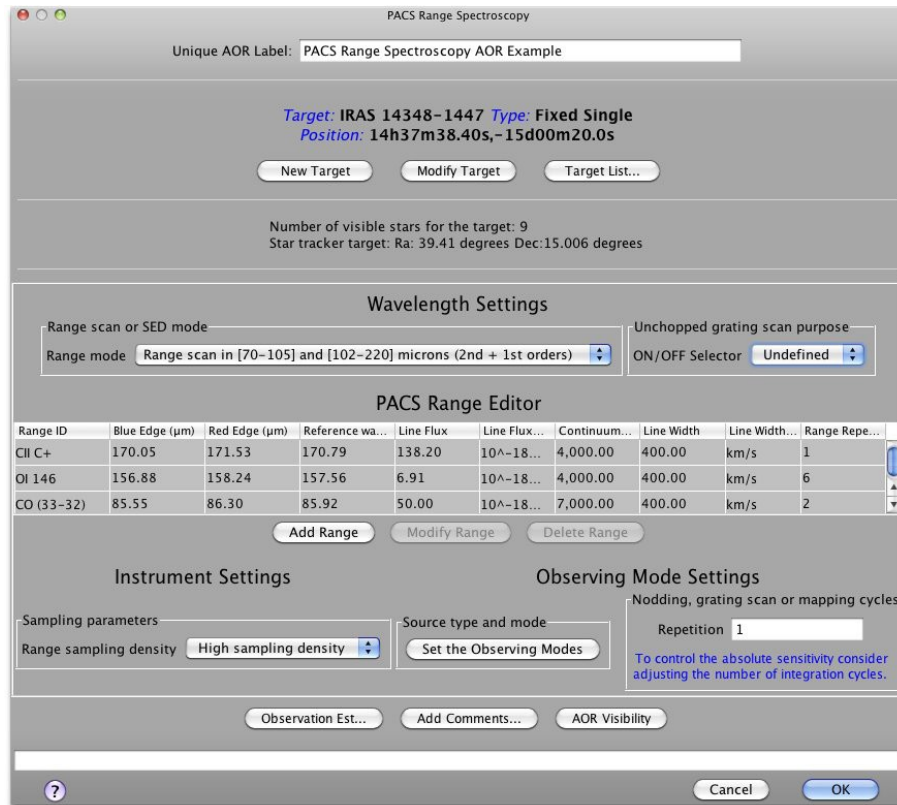 PACS Range Spectroscopy
Unique AOR Label: PACS Range Spectroscopy AOR Example
Target: IRAS 14348-1447 Type: Fixed Single
Position: 14h37m38.40s,-15d00m20.0s
New Target Modify Target Target List...
Number of visible stars for the target: 9
Star tracker target: Ra: 39.41 degrees Dec:15.006 degrees
Wavelength Settings
Range scan or SED mode
Range mode Range scan in [70-105] and [102-220] microns (2nd + 1st orders)
Unchopped grating scan purpose
ON/OFF Selector Undefined
PACS Range Editor
Range ID Blue Edge (µm) Red Edge (µm) Reference wa... Line Flux Line Flux... Continuum... Line Width Line Width... Range Repe...
CII C+ 170.05 171.53 170.79 138.20 10^-18... 4,000.00 400.00 km/s 1
OI 146 156.88 158.24 157.56 6.91 10^-18... 4,000.00 400.00 km/s 6
CO (33-32) 85.55 86.30 85.92 50.00 10^-18... 7,000.00 400.00 km/s 2
Add Range Modify Range Delete Range
Instrument Settings
Sampling parameters
Range sampling density High sampling density
Observing Mode Settings
Source type and mode
Set the Observing Modes
Nodding, grating scan or mapping cycles
Repetition 1
To control the absolute sensitivity consider
adjusting the number of integration cycles.
Observation Est... Add Comments... AOR Visibility
? Cancel OK